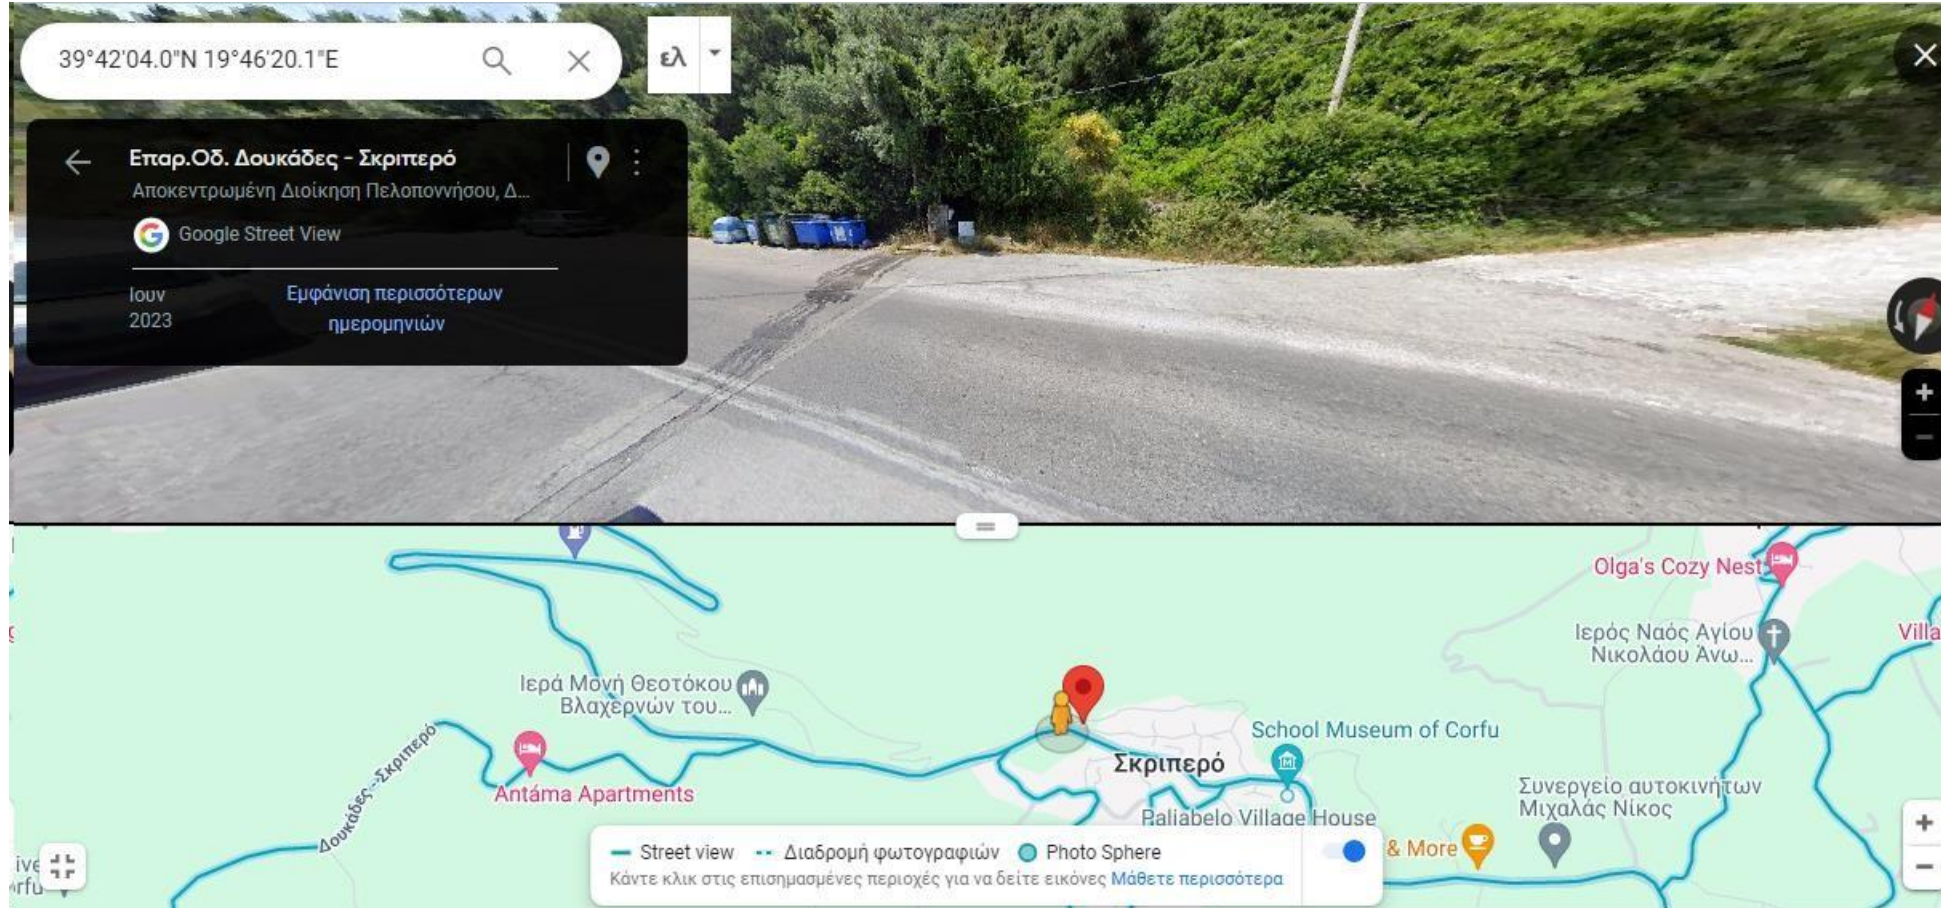 39°42'04.0"N 19°46'20.1"E
ελ
Επαρ.Οδ. Δουκάδες - Σκριπερό
Αποκεντρωμένη Διοίκηση Πελοποννήσου, Δ...
Google Street View
Ιουν
2023
Εμφάνιση περισσότερων
ημερομηνιών
Olga's Cozy Nest
Ιερός Ναός Αγίου
Νικολάου Άνω...
Villa
Ιερά Μονή Θεοτόκου
Βλαχερνών του...
School Museum of Corfu
Δουκάδες - Σκριπερό
Σκριπερό
Antáma Apartments
Συνεργείο αυτοκινήτων
Μιχαλάς Νίκος
Paliabelo Village House
& More
Street view
Διαδρομή φωτογραφιών
Photo Sphere
Κάντε κλικ στις επισημασμένες περιοχές για να δείτε εικόνες Μάθετε περισσότερα